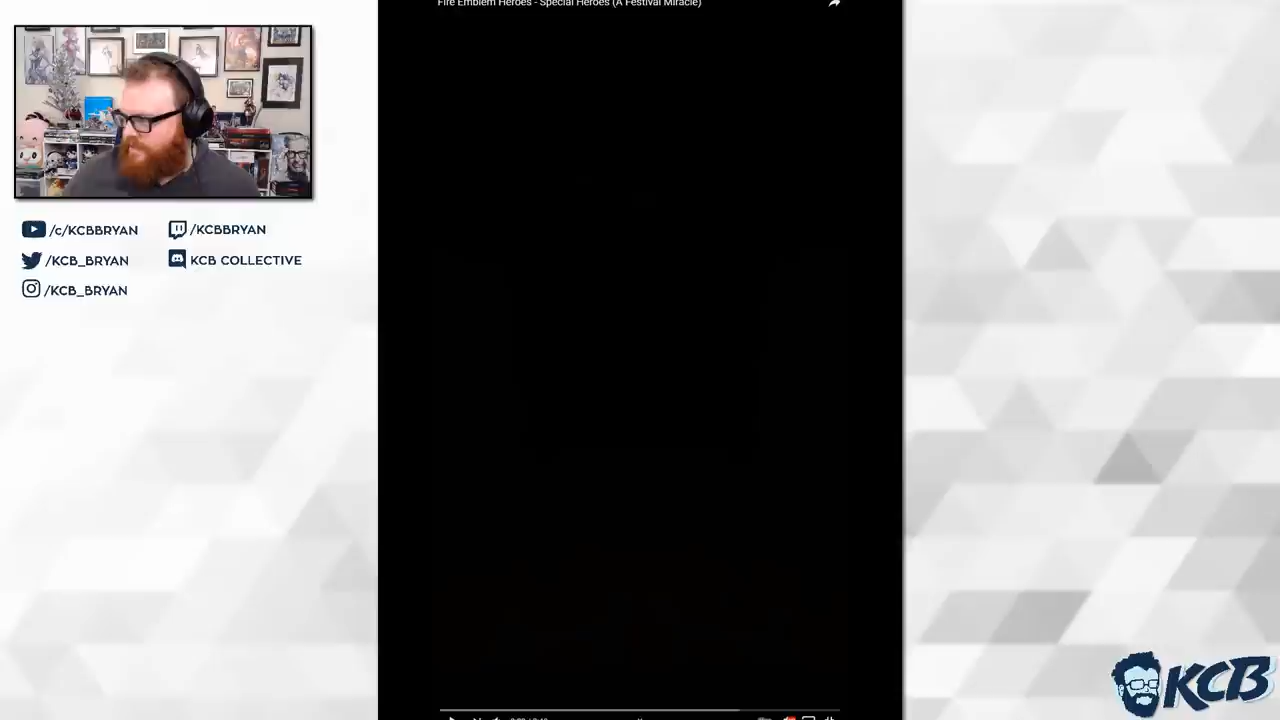 Fire Emblem Heroes - Special Heroes (A Festival Miracle)
/c/KCBBRYAN
/KCBBRYAN
/KCB_BRYAN
KCB COLLECTIVE
/KCB_BRYAN
KCB